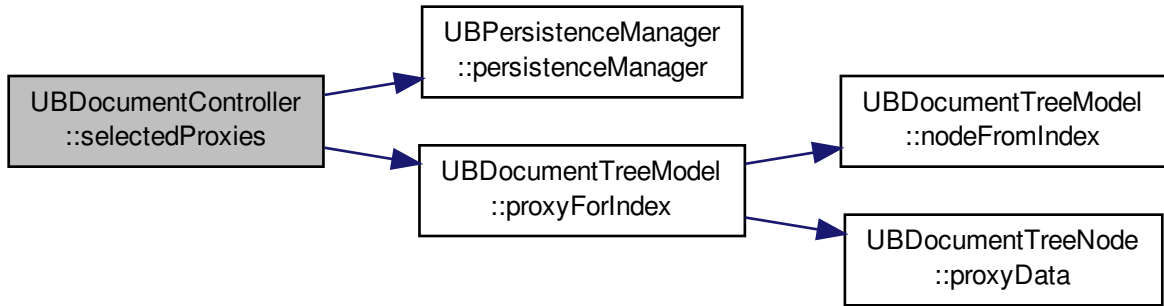 UBDocumentController
::selectedProxies
UBPersistenceManager
::persistenceManager
UBDocumentTreeModel
::proxyForIndex
UBDocumentTreeModel
::nodeFromIndex
UBDocumentTreeNode
::proxyData